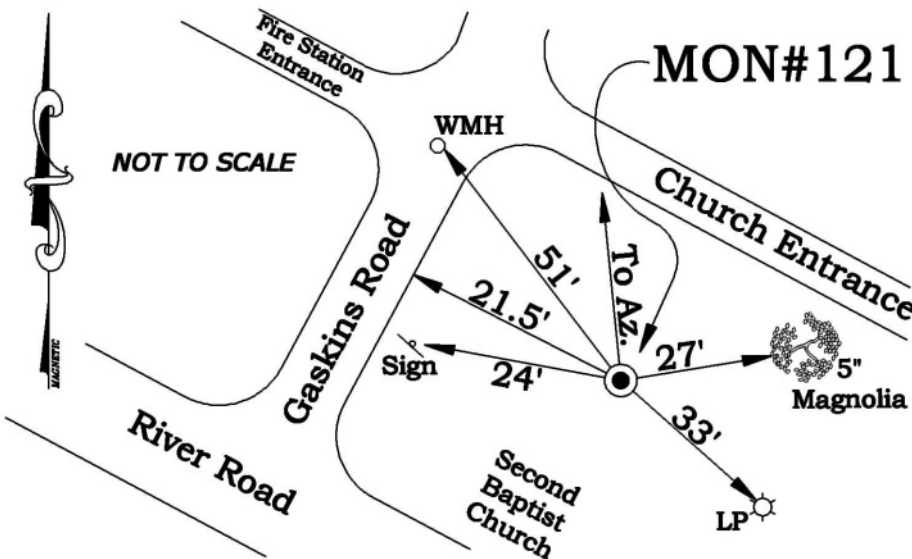 Fire Station
Entrance
MON#121
WMH
NOT TO SCALE
Church Entrance
Gaskins Road
51'
To Az.
21.5'
Sign
24'
27'
5"
Magnolia
MAGNETIC
River Road
33'
Second
Baptist
Church
LP